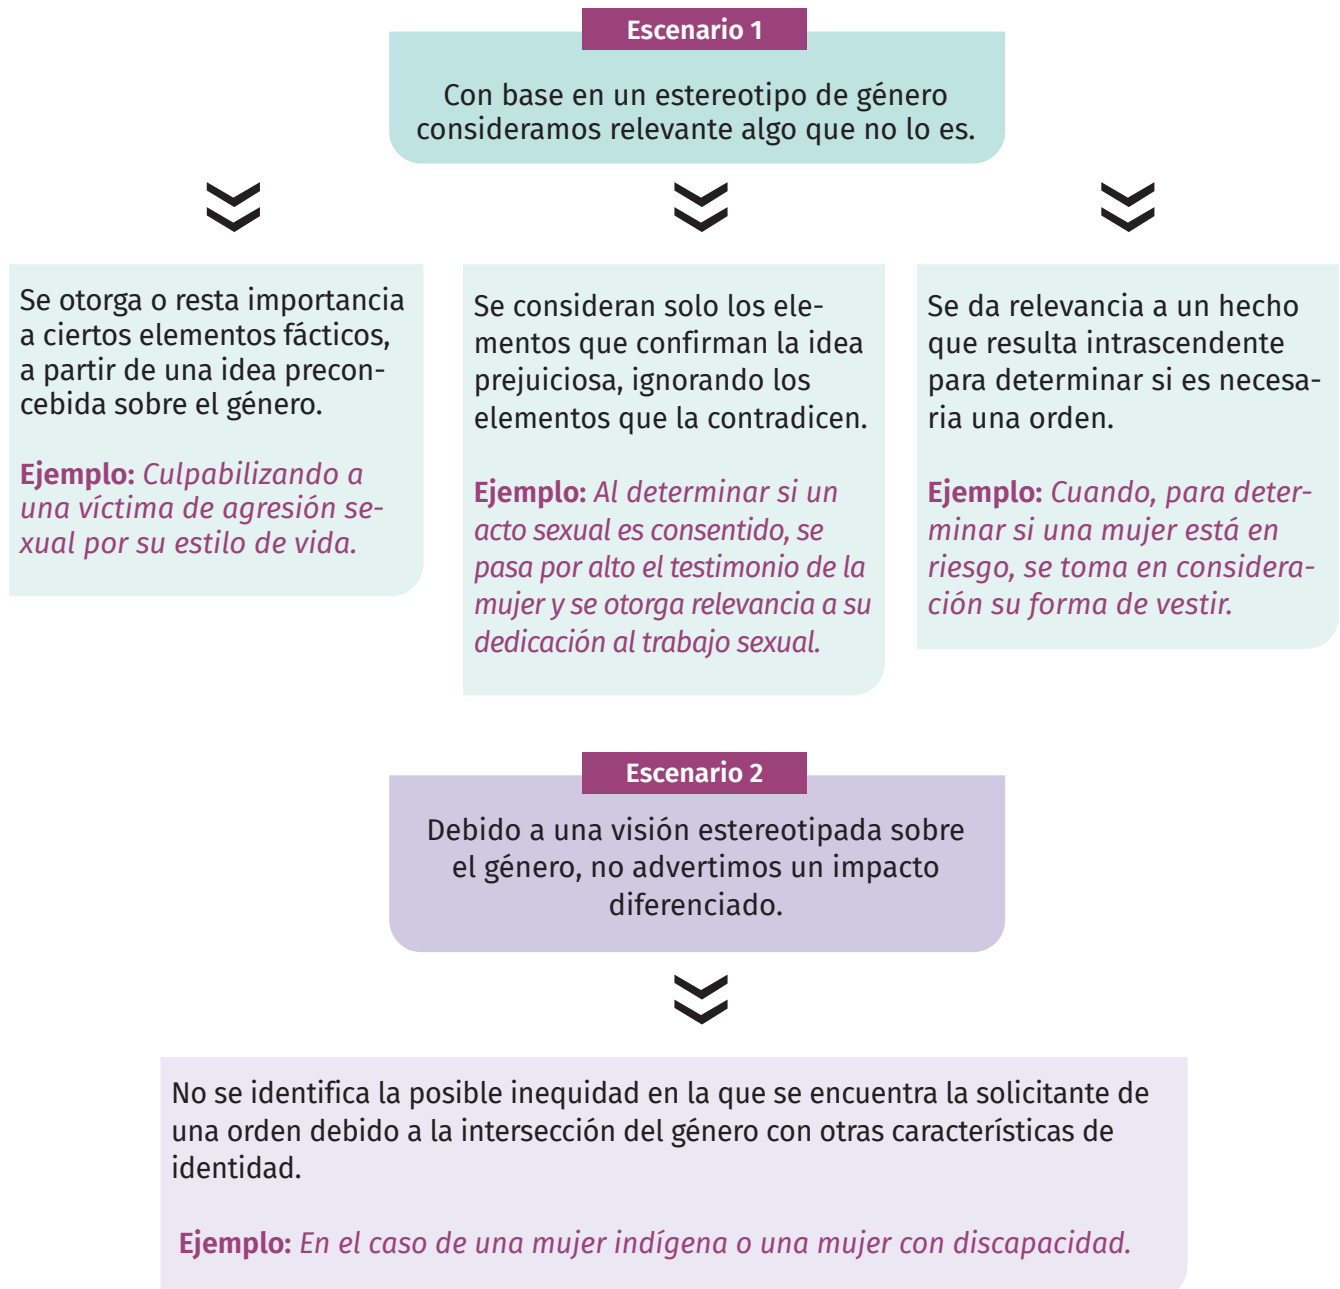 Escenario 1
Con base en un estereotipo de género
consideramos relevante algo que no lo es.
Se otorga o resta importancia
a ciertos elementos fácticos,
a partir de una idea precon-
cebida sobre el género.
Ejemplo: Culpabilizando a
una víctima de agresión se-
xual por su estilo de vida.
Se consideran solo los ele-
mentos que confirman la idea
prejuiciosa, ignorando los
elementos que la contradicen.
Ejemplo: Al determinar si un
acto sexual es consentido, se
pasa por alto el testimonio de la
mujer y se otorga relevancia a su
dedicación al trabajo sexual.
Se da relevancia a un hecho
que resulta intrascendente
para determinar si es necesa-
ria una orden.
Ejemplo: Cuando, para deter-
minar si una mujer está en
riesgo, se toma en considera-
ción su forma de vestir.
Escenario 2
Debido a una visión estereotipada sobre
el género, no advertimos un impacto
diferenciado.
No se identifica la posible inequidad en la que se encuentra la solicitante de
una orden debido a la intersección del género con otras características de
identidad.
Ejemplo: En el caso de una mujer indígena o una mujer con discapacidad.